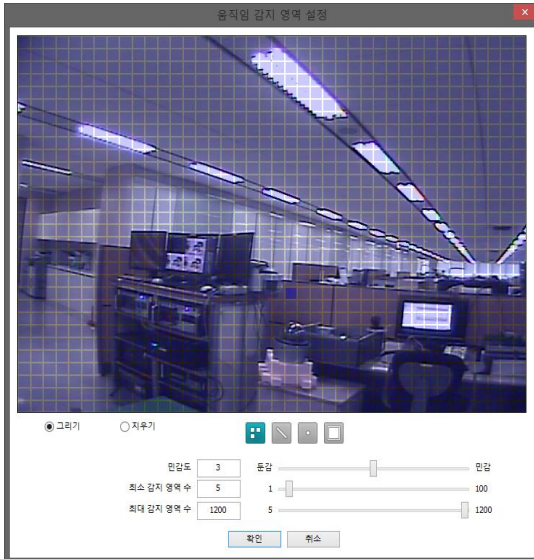 움직임 감지 영역 설정
그리기 지우기
민감도 3 둔감 민감
최소 감지 영역 수 5 1 100
최대 감지 영역 수 1200 5 1200
확인 취소